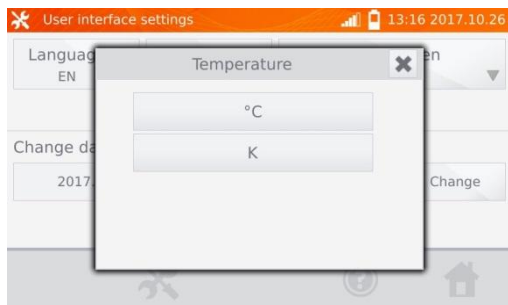 User interface settings
13:16 2017.10.26
Temperature
°C
K
Languag
EN
en
Change da
2017.
Change